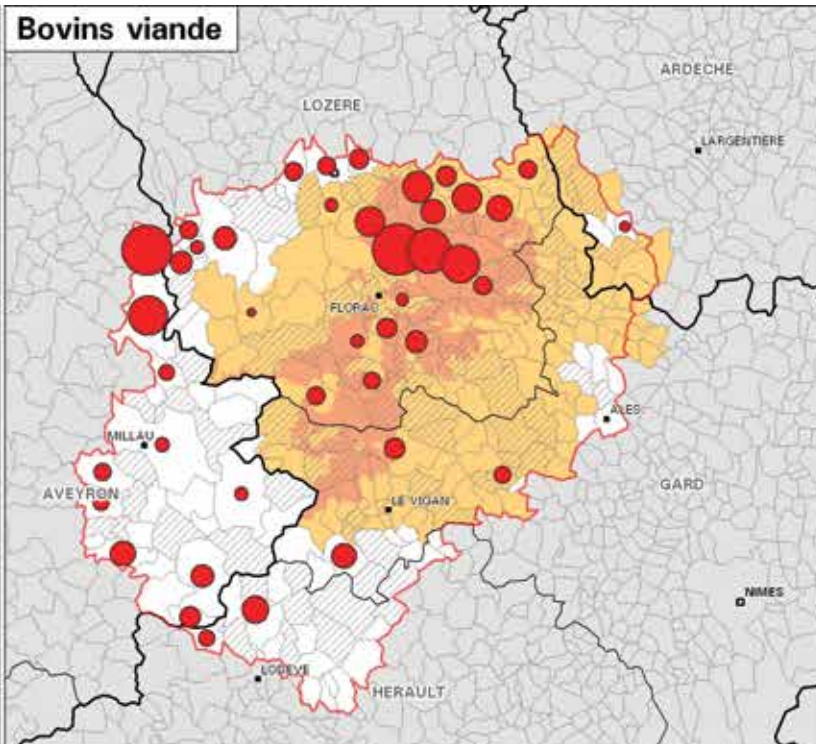 Bovins viande
ARDECHE
LOZERE
LARGENTIERE
FLORAC
ALES
MILLAU
AVEYRON
GARD
LE VIGAN
NIMES
LODEVE
HERAULT